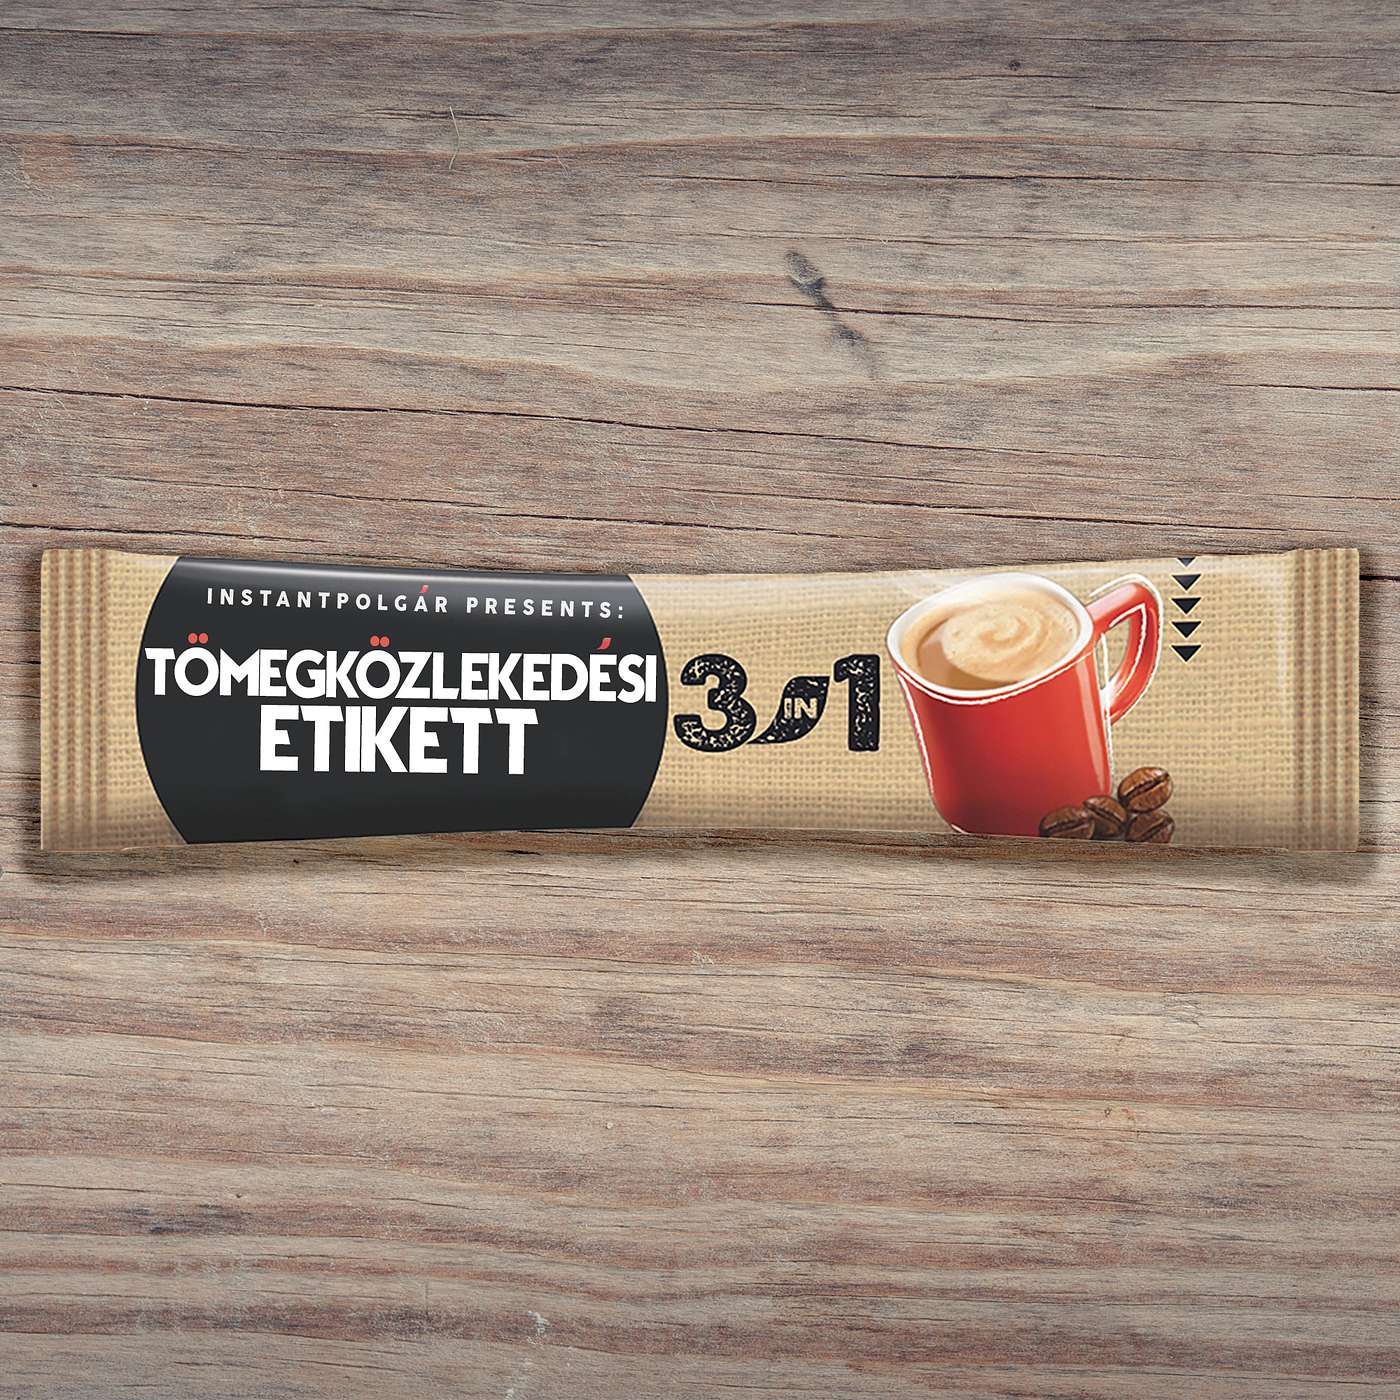 INSTANTPOLGÁR PRESENTS:
TÖMEGKÖZLEKEDÉSI
ETIKETT
3 IN 1